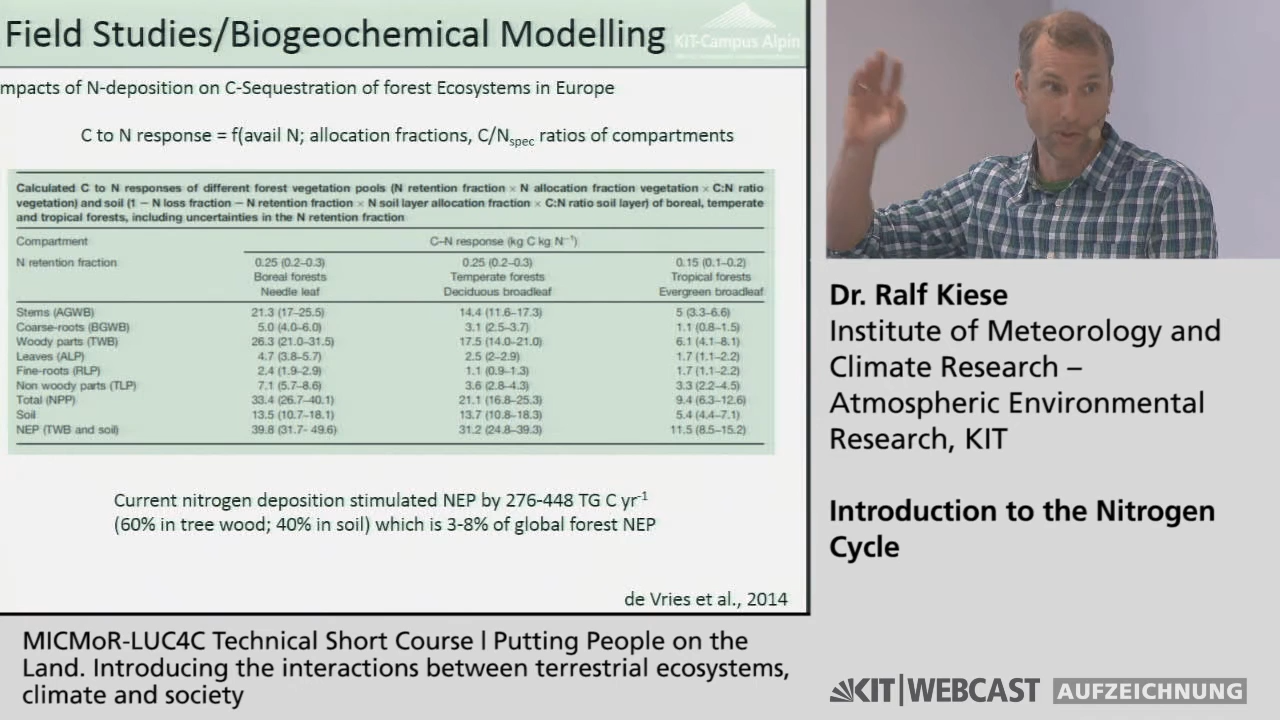 Field Studies/Biogeochemical Modelling
KIT-Campus Alpin
mpacts of N-deposition on C-Sequestration of forest Ecosystems in Europe
C to N response = f(avail N; allocation fractions, C/Nspec ratios of compartments
Calculated C to N responses of different forest vegetation pools (N retention fraction × N allocation fraction vegetation × C:N ratio
vegetation) and soil (1 − N loss fraction − N retention fraction × N soil layer allocation fraction × C:N ratio soil layer) of boreal, temperate
and tropical forests, including uncertainties in the N retention fraction
Compartment C–N response (kg C kg N⁻¹)
N retention fraction 0.25 (0.2–0.3) 0.25 (0.2–0.3) 0.15 (0.1–0.2)
Boreal forests Temperate forests Tropical forests
Needle leaf Deciduous broadleaf Evergreen broadleaf
Stems (AGWB) 21.3 (17–25.5) 14.4 (11.6–17.3) 5 (3.3–6.6)
Coarse-roots (BGWB) 5.0 (4.0–6.0) 3.1 (2.5–3.7) 1.1 (0.8–1.5)
Woody parts (TWB) 26.3 (21.0–31.5) 17.5 (14.0–21.0) 6.1 (4.1–8.1)
Leaves (ALP) 4.7 (3.8–5.7) 2.5 (2–2.9) 1.7 (1.1–2.2)
Fine-roots (RLP) 2.4 (1.9–2.9) 1.1 (0.9–1.3) 1.7 (1.1–2.2)
Non woody parts (TLP) 7.1 (5.7–8.6) 3.6 (2.8–4.3) 3.3 (2.2–4.5)
Total (NPP) 33.4 (26.7–40.1) 21.1 (16.8–25.3) 9.4 (6.3–12.6)
Soil 13.5 (10.7–18.1) 13.7 (10.8–18.3) 5.4 (4.4–7.1)
NEP (TWB and soil) 39.8 (31.7- 49.6) 31.2 (24.8–39.3) 11.5 (8.5–15.2)
Current nitrogen deposition stimulated NEP by 276-448 TG C yr⁻¹
(60% in tree wood; 40% in soil) which is 3-8% of global forest NEP
de Vries et al., 2014
Dr. Ralf Kiese
Institute of Meteorology and
Climate Research –
Atmospheric Environmental
Research, KIT
Introduction to the Nitrogen
Cycle
MICMoR-LUC4C Technical Short Course | Putting People on the
Land. Introducing the interactions between terrestrial ecosystems,
climate and society
KIT|WEBCAST AUFZEICHNUNG